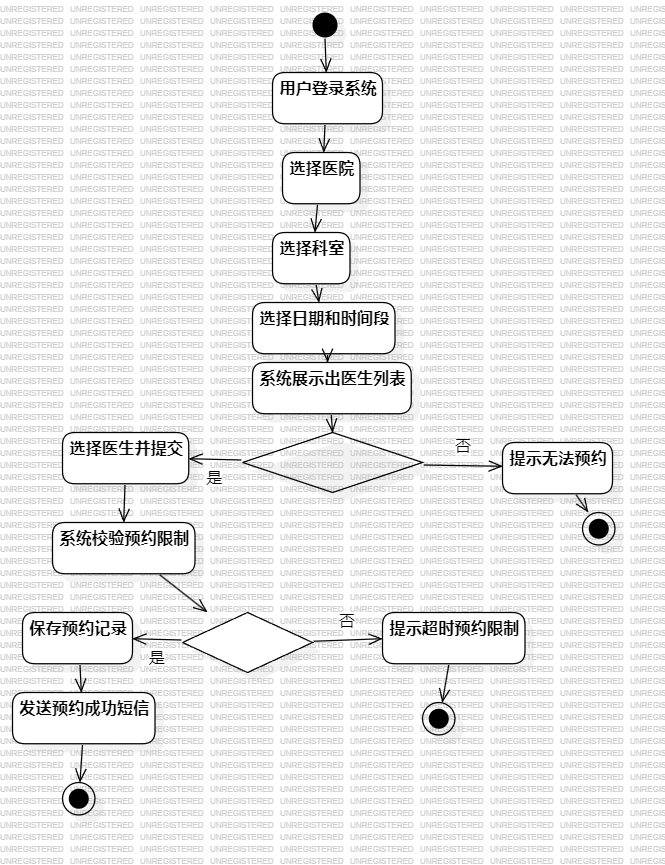 用户登录系统
选择医院
选择科室
选择日期和时间段
系统展示出医生列表
否
选择医生并提交
提示无法预约
是
系统校验预约限制
否
保存预约记录
提示超时预约限制
是
发送预约成功短信
UNREGISTERED